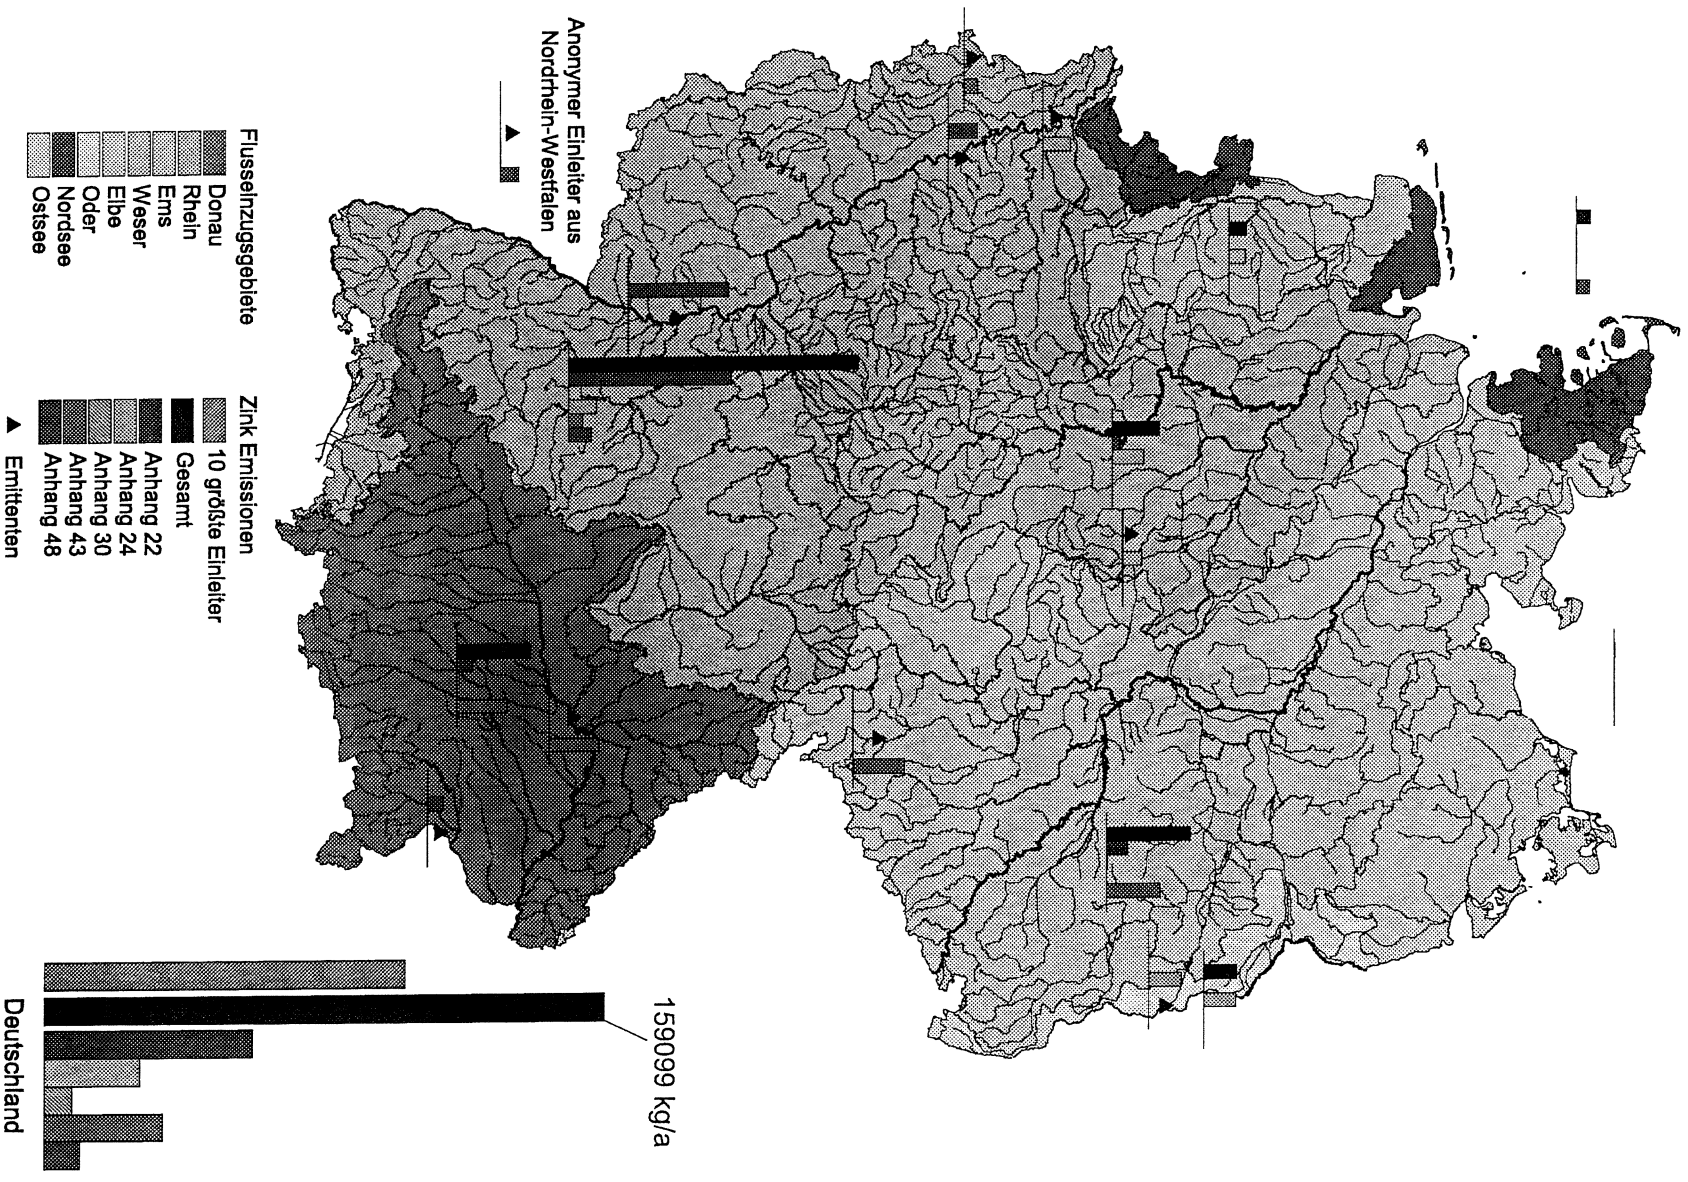 Anonymer Einleiter aus
Nordrhein-Westfalen
Flusseinzugsgebiete
Donau
Rhein
Ems
Weser
Elbe
Oder
Nordsee
Ostsee
Zink Emissionen
10 größte Einleiter
Gesamt
Anhang 22
Anhang 24
Anhang 30
Anhang 43
Anhang 48
Emittenten
159099 kg/a
Deutschland